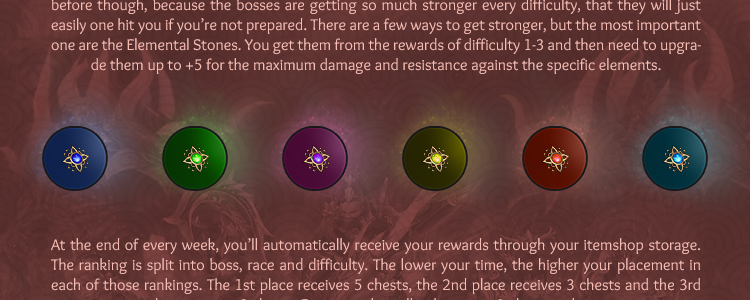 before though, because the bosses are getting so much stronger every difficulty, that they will just
easily one hit you if you're not prepared. There are a few ways to get stronger, but the most important
one are the Elemental Stones. You get them from the rewards of difficulty 1-3 and then need to upgra-
de them up to +5 for the maximum damage and resistance against the specific elements.
At the end of every week, you'll automatically receive your rewards through your itemshop storage.
The ranking is split into boss, race and difficulty. The lower your time, the higher your placement in
each of those rankings. The 1st place receives 5 chests, the 2nd place receives 3 chests and the 3rd